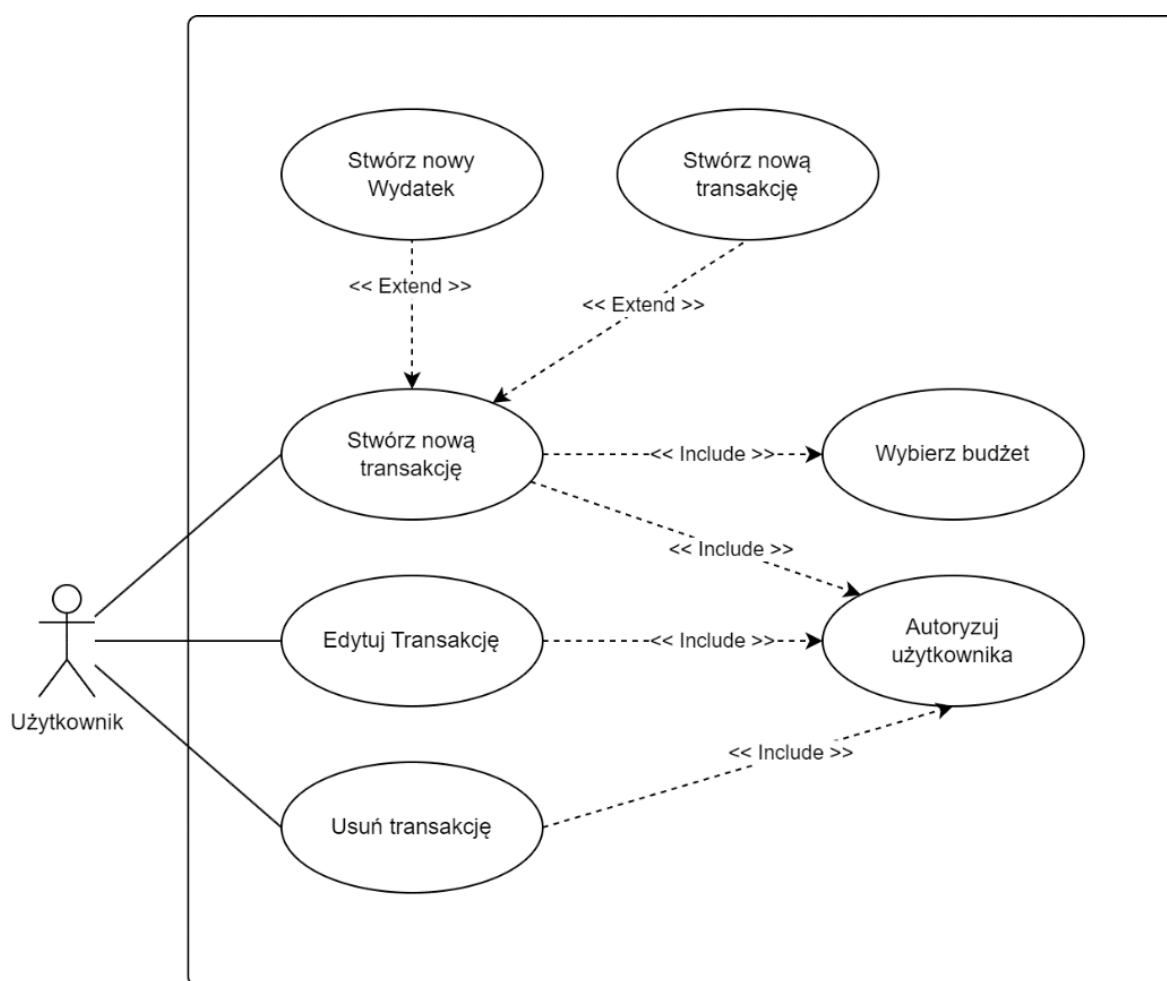 Stwórz nowy
Wydatek
Stwórz nową
transakcję
<< Extend >>
<< Extend >>
Stwórz nową
transakcję
<< Include >>
Wybierz budżet
<< Include >>
Edytuj Transakcję
<< Include >>
Autoryzuj
użytkownika
Użytkownik
<< Include >>
Usuń transakcję